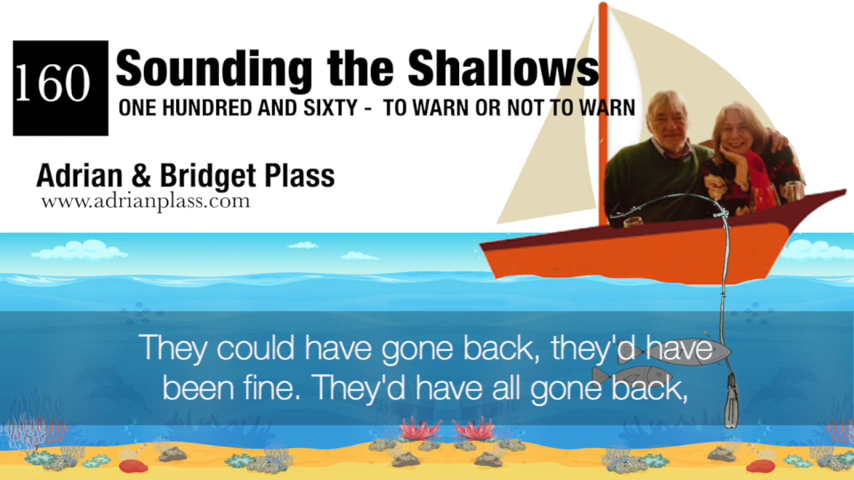 160
Sounding the Shallows
ONE HUNDRED AND SIXTY - TO WARN OR NOT TO WARN
Adrian & Bridget Plass
www.adrianplass.com
They could have gone back, they'd have
been fine. They'd have all gone back,